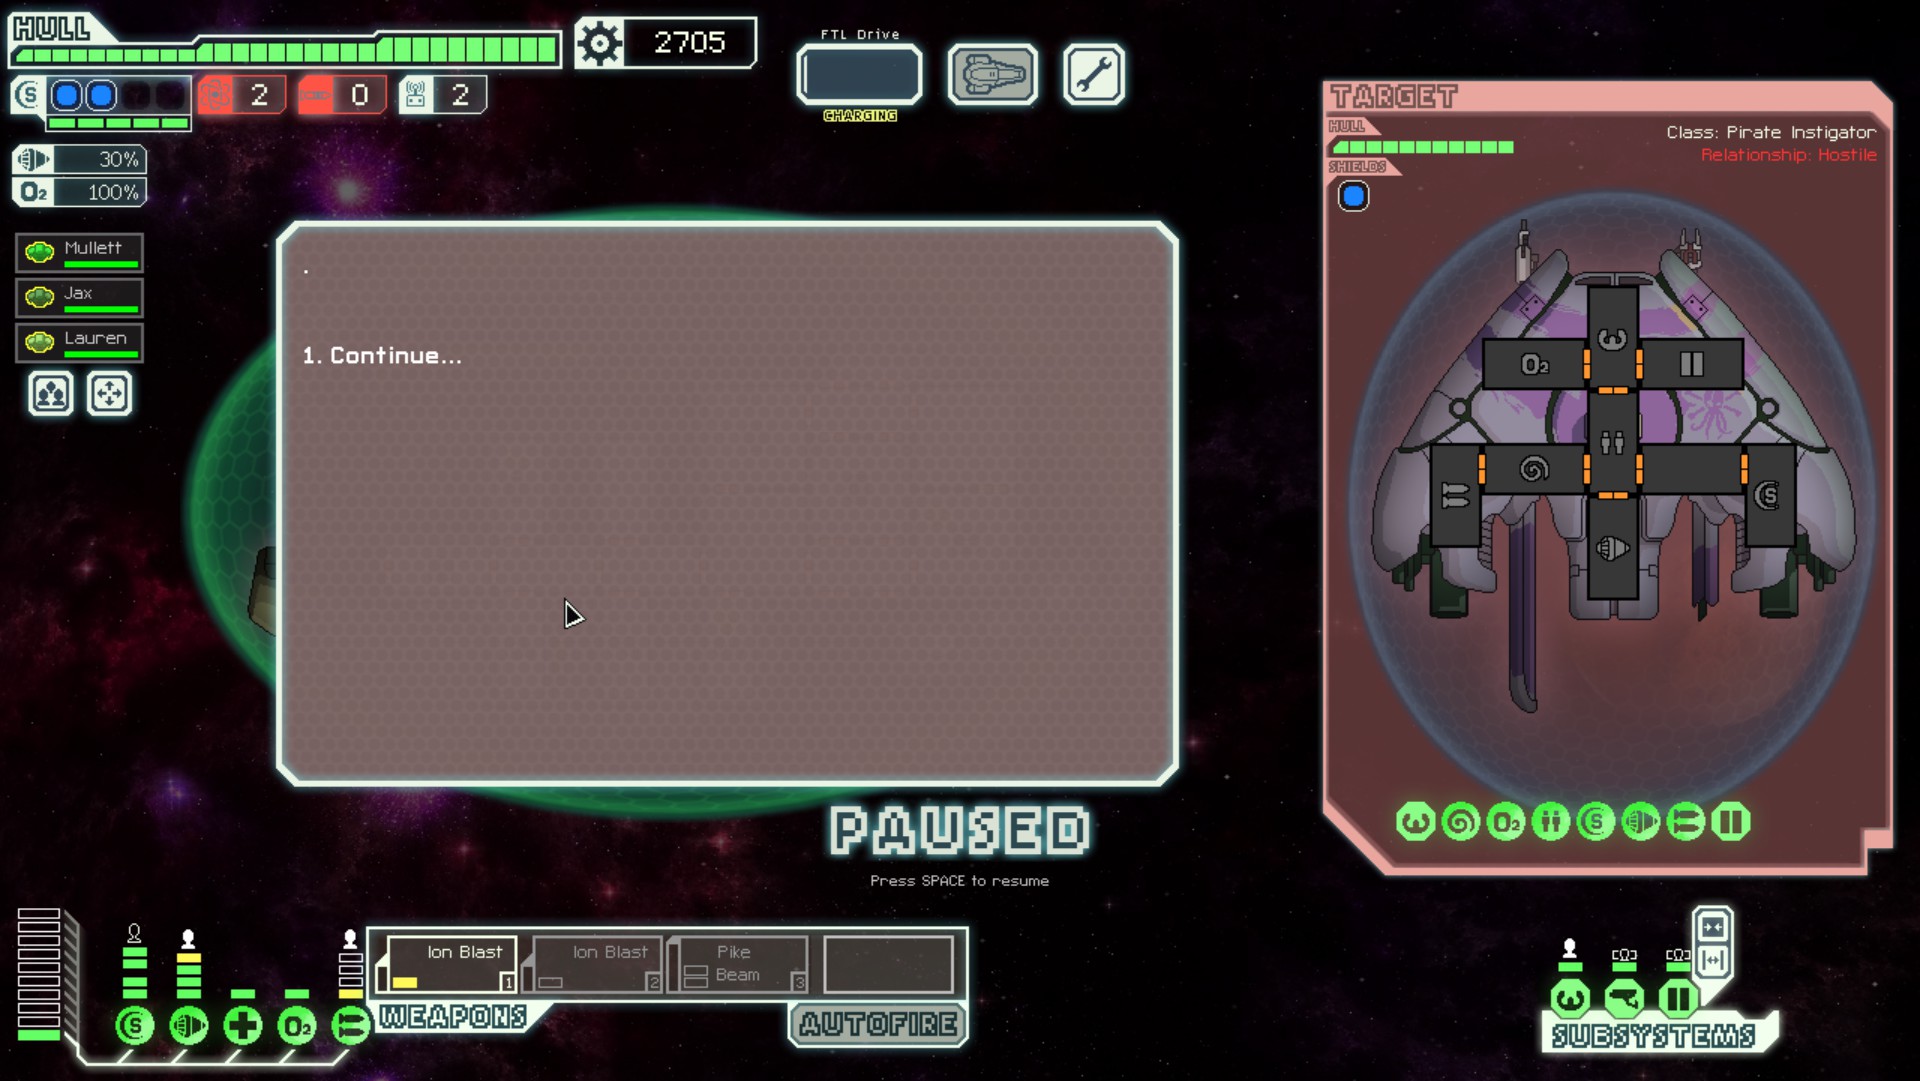 HULL
2705
FTL Drive
CHARGING
2
0
2
30%
O2 100%
Mullett
Jax
Lauren
.
1. Continue...
PAUSED
Press SPACE to resume
TARGET
HULL
Class: Pirate Instigator
Relationship: Hostile
SHIELDS
S
O2
S
O2
S
S
O2
Ion Blast
1
Ion Blast
2
Pike
Beam
3
WEAPONS
AUTOFIRE
SUBSYSTEMS